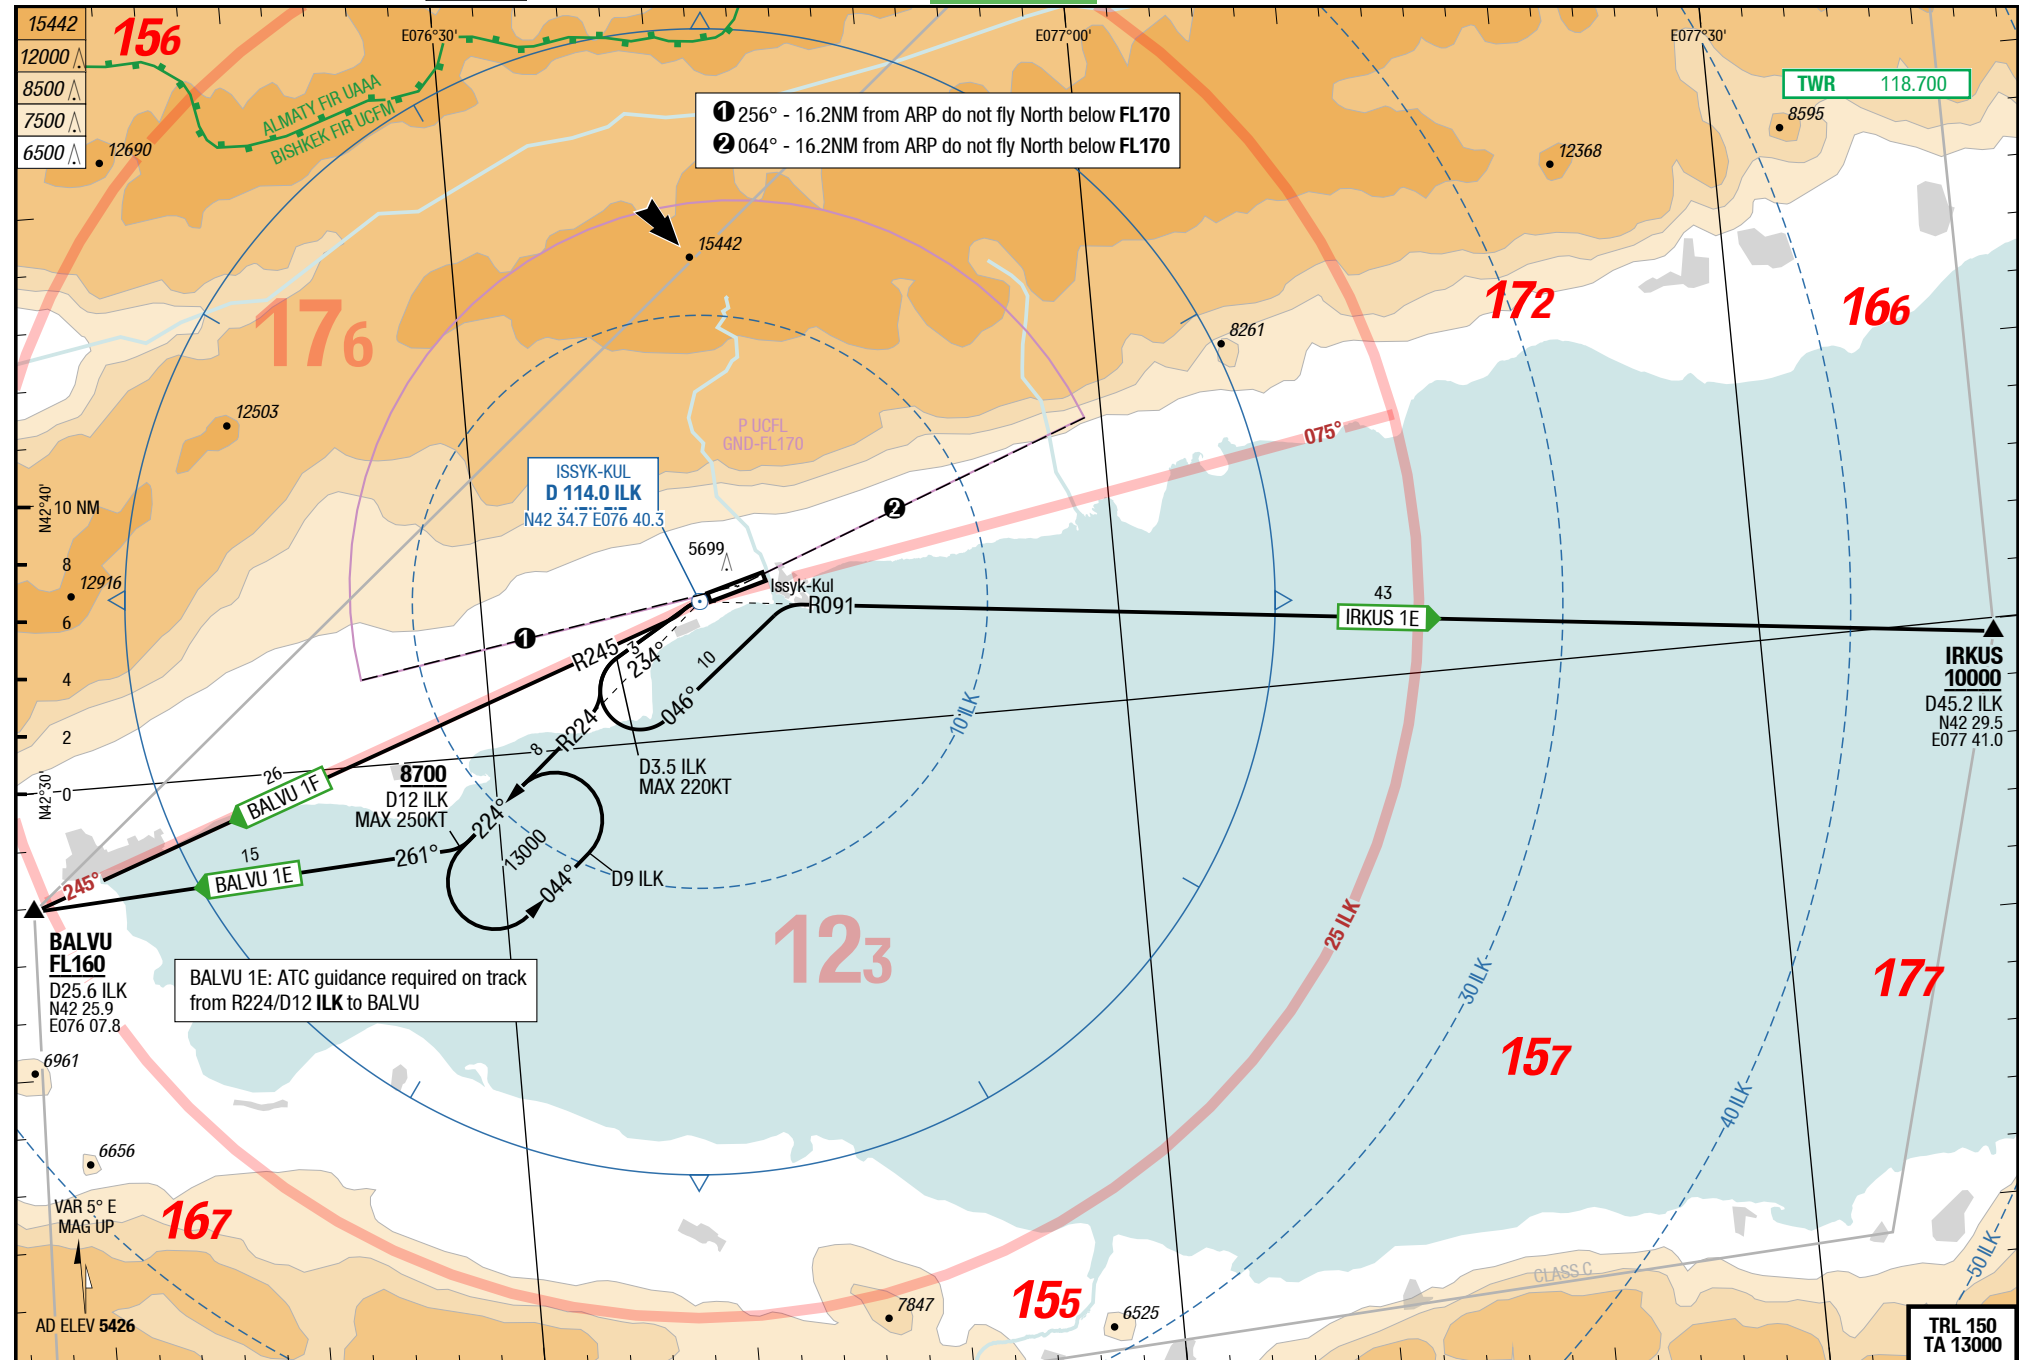 15442
12000
8500
7500
6500
156
E076°30'
E077°00'
E077°30'
TWR 118.700
ALMATY FIR UAAA
BISHKEK FIR UCFM
❶ 256° - 16.2NM from ARP do not fly North below FL170
❷ 064° - 16.2NM from ARP do not fly North below FL170
12690
8595
12368
15442
176
172
166
8261
12503
P UCFL
GND-FL170
075°
ISSYK-KUL
D 114.0 ILK
N42 34.7 E076 40.3
N42°40'
10 NM
8
6
4
2
0
N42°30'
❷
5699
12916
Issyk-Kul
R091
43
IRKUS 1E
❶
R245
3
234°
10
046°
R224
8
10 ILK
IRKUS
10000
D45.2 ILK
N42 29.5
E077 41.0
D3.5 ILK
MAX 220KT
26
BALVU 1F
8700
D12 ILK
MAX 250KT
224°
13000
044°
D9 ILK
15
BALVU 1E
261°
245°
BALVU
FL160
D25.6 ILK
N42 25.9
E076 07.8
BALVU 1E: ATC guidance required on track
from R224/D12 ILK to BALVU
123
25 ILK
30 ILK
40 ILK
50 ILK
177
157
6961
6656
VAR 5° E
MAG UP
167
AD ELEV 5426
7847
155
6525
CLASS C
TRL 150
TA 13000